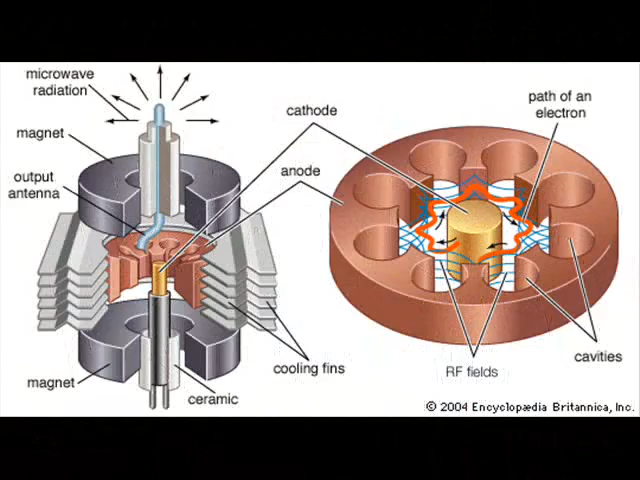 microwave
radiation
magnet
output
antenna
magnet
ceramic
cooling fins
cathode
anode
path of an
electron
RF fields
cavities
© 2004 Encyclopædia Britannica, Inc.